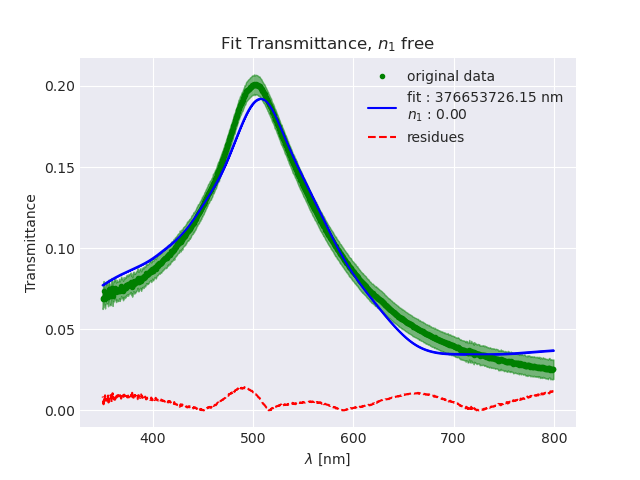 Fit Transmittance, n₁ free
original data
fit : 376653726.15 nm
n₁ : 0.00
residues
Transmittance
0.20
0.15
0.10
0.05
0.00
400
500
600
700
800
λ [nm]